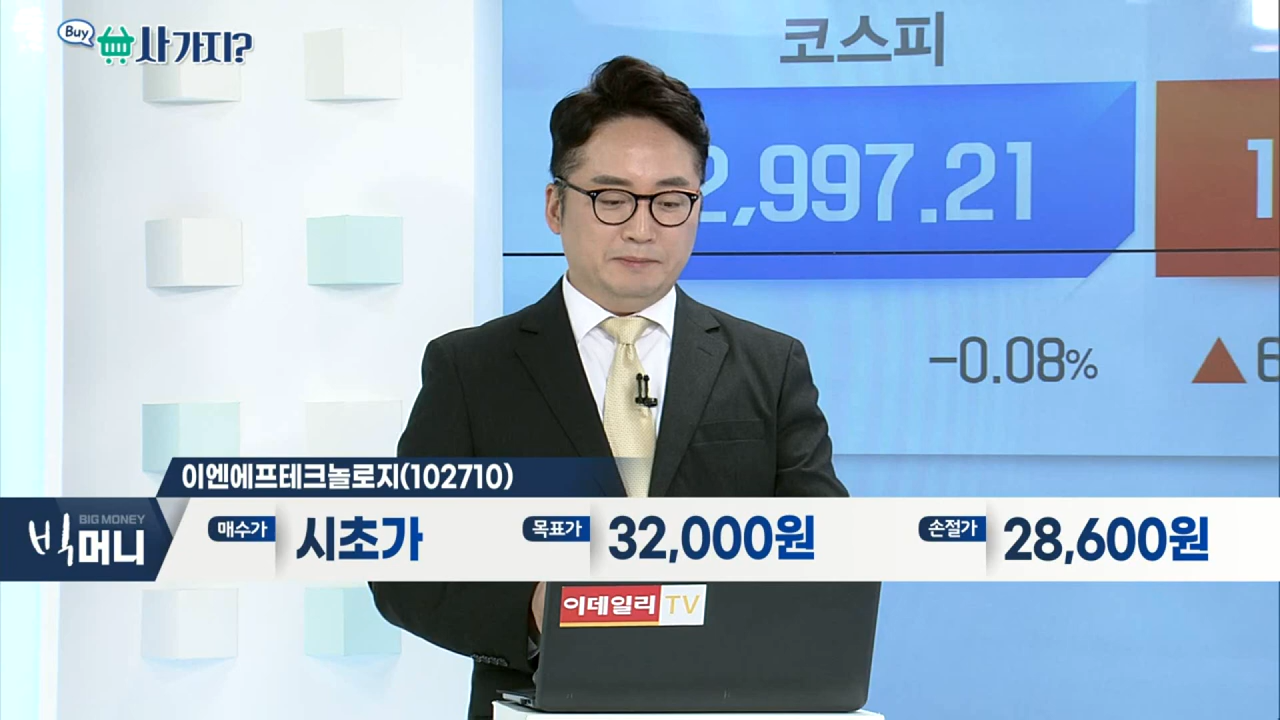 Buy 사 가지?
코스피
2,997.21
1
-0.08%
▲6
이엔에프테크놀로지(102710)
빅머니 BIG MONEY
매수가 시초가 목표가 32,000원 손절가 28,600원
이데일리TV